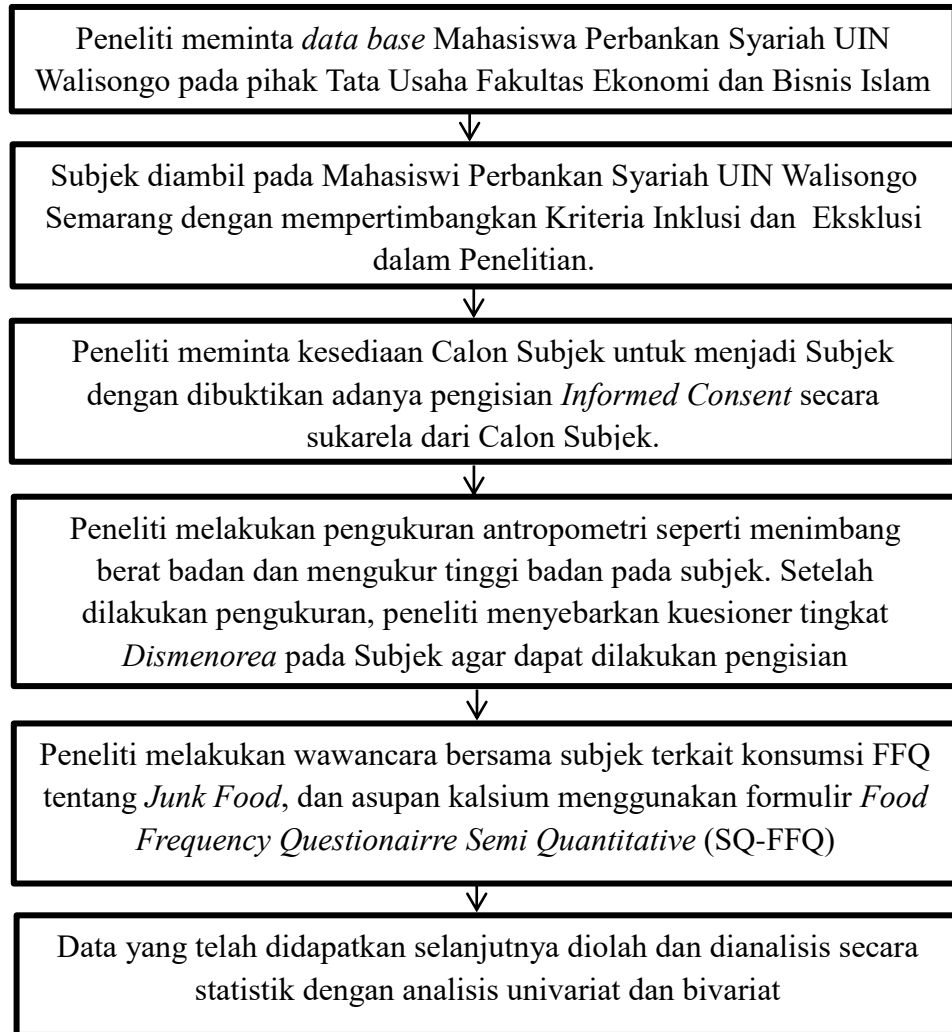 Peneliti meminta data base Mahasiswa Perbankan Syariah UIN
Walisongo pada pihak Tata Usaha Fakultas Ekonomi dan Bisnis Islam
Subjek diambil pada Mahasiswi Perbankan Syariah UIN Walisongo
Semarang dengan mempertimbangkan Kriteria Inklusi dan Eksklusi
dalam Penelitian.
Peneliti meminta kesediaan Calon Subjek untuk menjadi Subjek
dengan dibuktikan adanya pengisian Informed Consent secara
sukarela dari Calon Subjek.
Peneliti melakukan pengukuran antropometri seperti menimbang
berat badan dan mengukur tinggi badan pada subjek. Setelah
dilakukan pengukuran, peneliti menyebarkan kuesioner tingkat
Dismenorea pada Subjek agar dapat dilakukan pengisian
Peneliti melakukan wawancara bersama subjek terkait konsumsi FFQ
tentang Junk Food, dan asupan kalsium menggunakan formulir Food
Frequency Questionairre Semi Quantitative (SQ-FFQ)
Data yang telah didapatkan selanjutnya diolah dan dianalisis secara
statistik dengan analisis univariat dan bivariat